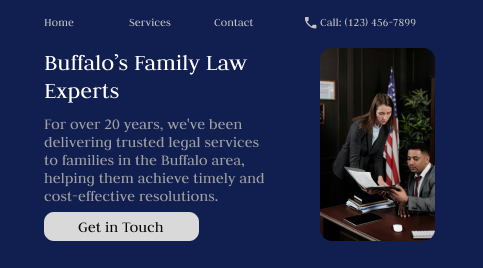 Home
Services
Contact
Call: (123) 456-7899
Buffalo’s Family Law
Experts
For over 20 years, we've been
delivering trusted legal services
to families in the Buffalo area,
helping them achieve timely and
cost-effective resolutions.
Get in Touch